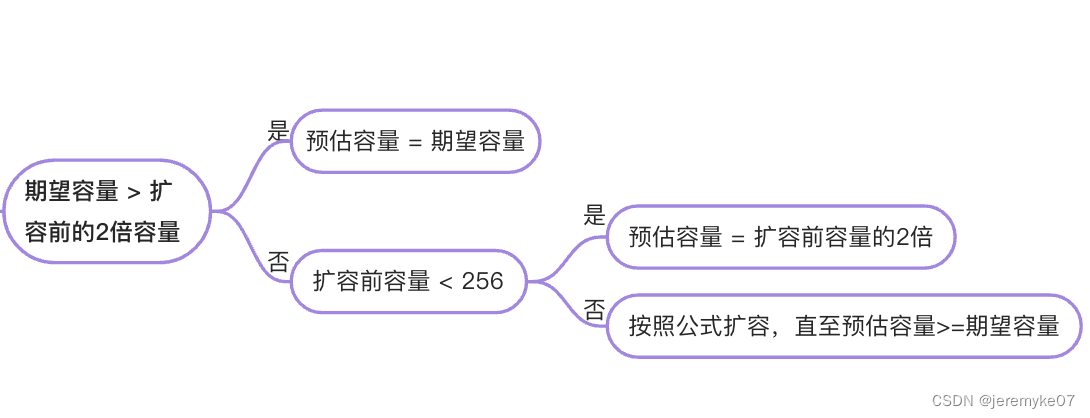 是
预估容量 = 期望容量
期望容量 > 扩
容前的2倍容量
否
扩容前容量 < 256
是
预估容量 = 扩容前容量的2倍
否
按照公式扩容，直至预估容量>=期望容量
CSDN @jeremyke07